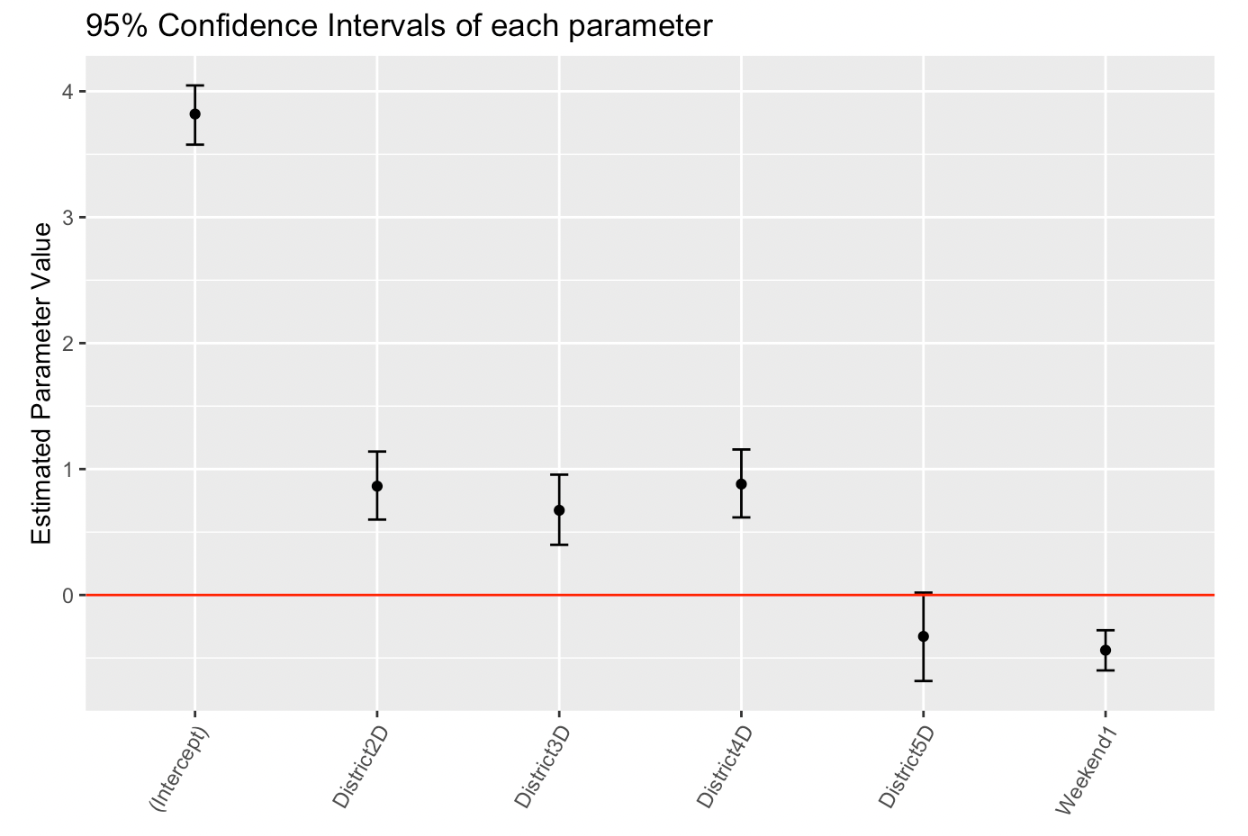 95% Confidence Intervals of each parameter
Estimated Parameter Value
4
3
2
1
0
(Intercept)
District2D
District3D
District4D
District5D
Weekend1